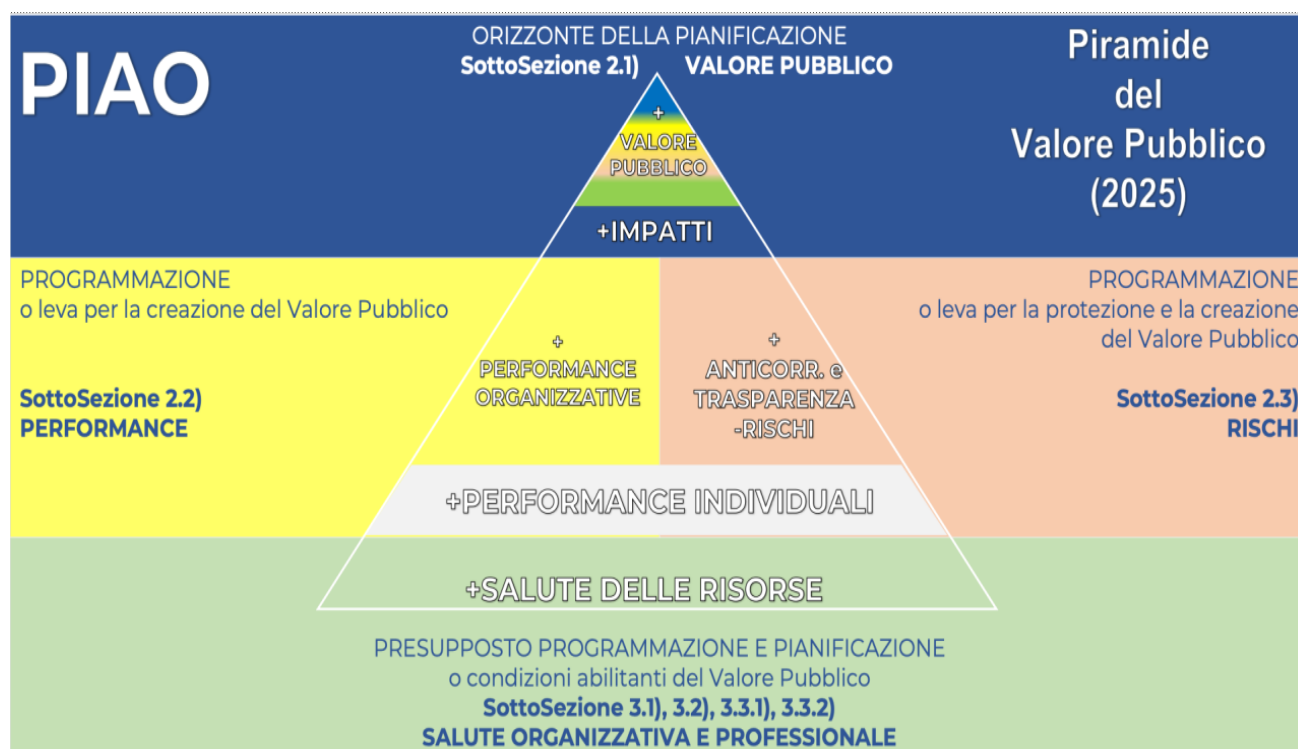 PIAO
ORIZZONTE DELLA PIANIFICAZIONE
SottoSezione 2.1) VALORE PUBBLICO
Piramide
del
Valore Pubblico
(2025)
+
VALORE
PUBBLICO
+IMPATTI
PROGRAMMAZIONE
o leva per la creazione del Valore Pubblico
SottoSezione 2.2)
PERFORMANCE
+
PERFORMANCE
ORGANIZZATIVE
+
ANTICORR. e
TRASPARENZA
-RISCHI
PROGRAMMAZIONE
o leva per la protezione e la creazione
del Valore Pubblico
SottoSezione 2.3)
RISCHI
+PERFORMANCE INDIVIDUALI
+SALUTE DELLE RISORSE
PRESUPPOSTO PROGRAMMAZIONE E PIANIFICAZIONE
o condizioni abilitanti del Valore Pubblico
SottoSezione 3.1), 3.2), 3.3.1), 3.3.2)
SALUTE ORGANIZZATIVA E PROFESSIONALE